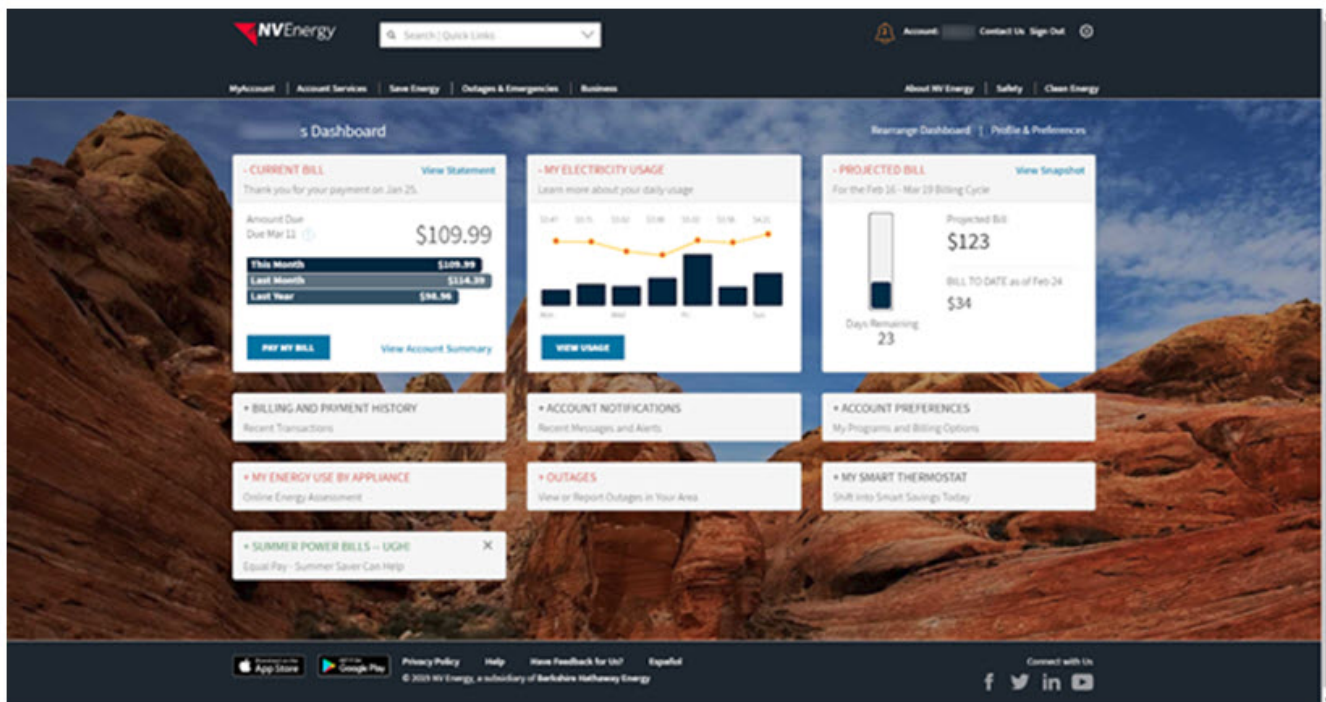 NVEnergy
Search | Quick Links
Account: Contact Us Sign Out
MyAccount | Account Services | Save Energy | Outages & Emergencies | Business
About NV Energy | Safety | Clean Energy
s Dashboard
Rearrange Dashboard | Profile & Preferences
- CURRENT BILL View Statement
Thank you for your payment on Jan 25.
Amount Due
Due Mar 11
$109.99
This Month $109.99
Last Month $114.39
Last Year
PAY MY BILL View Account Summary
- MY ELECTRICITY USAGE
Learn more about your daily usage
Mon Wed Fri Sun
VIEW USAGE
- PROJECTED BILL View Snapshot
For the Feb 16 - Mar 19 Billing Cycle
Projected Bill:
$123
BILL TO DATE as of Feb 24
$34
Days Remaining
23
+ BILLING AND PAYMENT HISTORY
Recent Transactions
+ ACCOUNT NOTIFICATIONS
Recent Messages and Alerts
+ ACCOUNT PREFERENCES
My Programs and Billing Options
+ MY ENERGY USE BY APPLIANCE
Online Energy Assessment
+ OUTAGES
View or Report Outages in Your Area
+ MY SMART THERMOSTAT
Shift into Smart Savings Today
+ SUMMER POWER BILLS -- UGH!
Equal Pay - Summer Saver Can Help
App Store
Google Play
Privacy Policy Help Have Feedback for Us? Español
© 2019 NV Energy, a subsidiary of Berkshire Hathaway Energy
Connect with Us